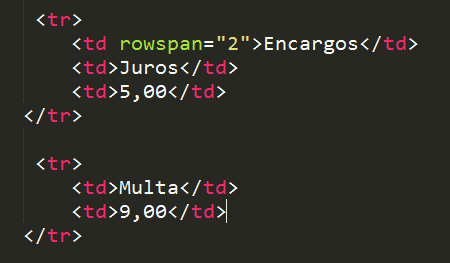 <tr>
<td rowspan="2">Encargos</td>
<td>Juros</td>
<td>5,00</td>
</tr>
<tr>
<td>Multa</td>
<td>9,00</td>
</tr>